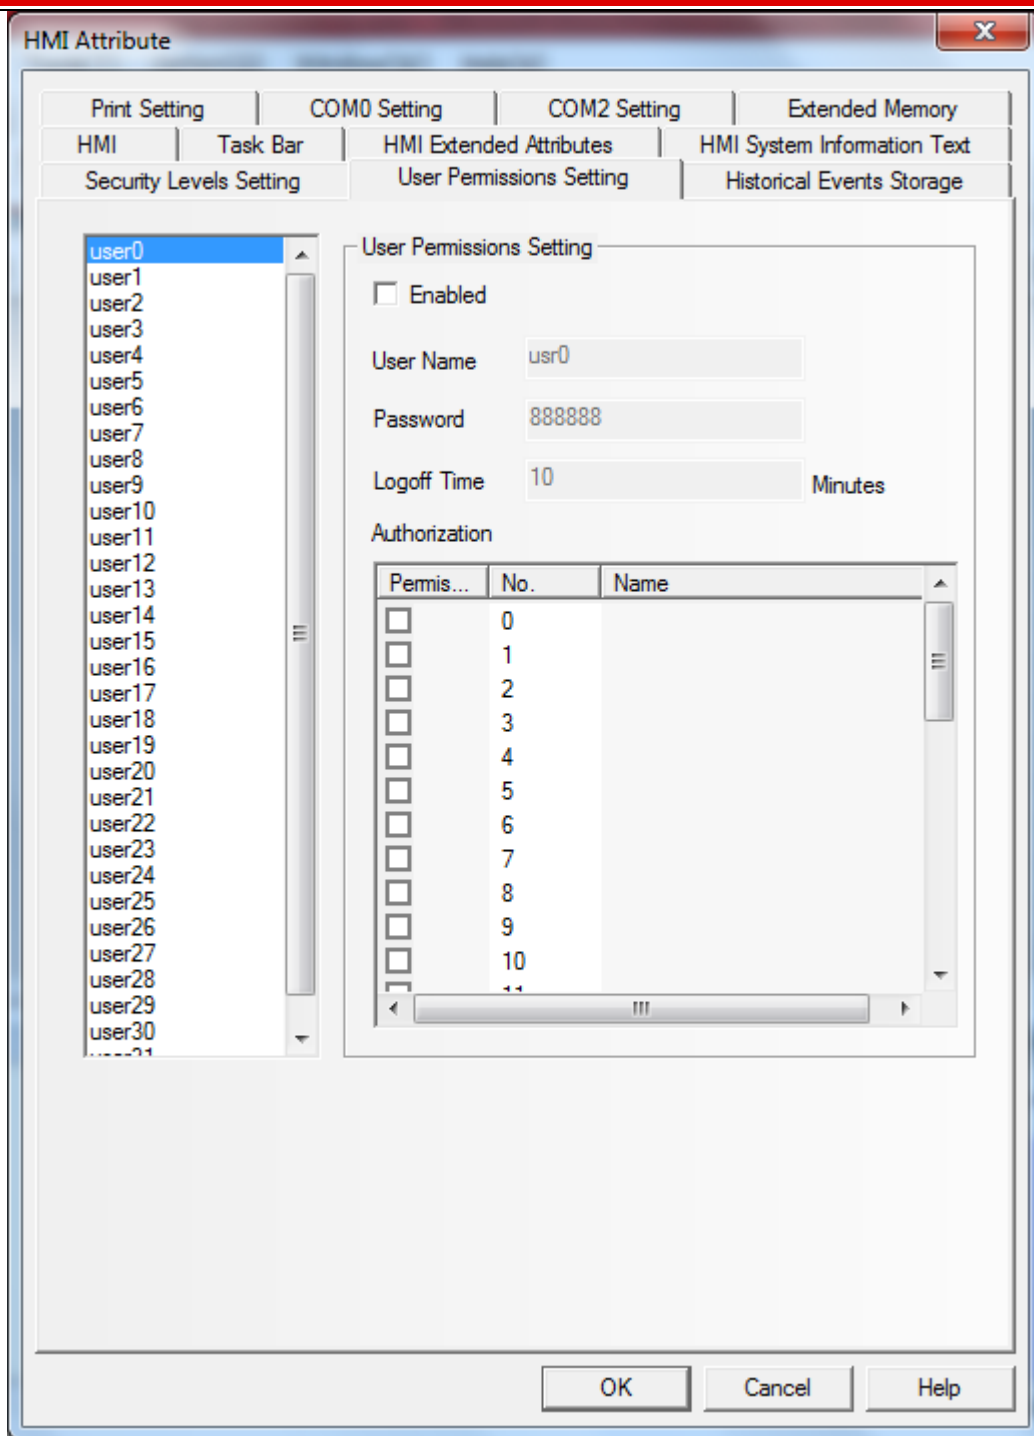 HMI Attribute
Print Setting COM0 Setting COM2 Setting Extended Memory
HMI Task Bar HMI Extended Attributes HMI System Information Text
Security Levels Setting User Permissions Setting Historical Events Storage
user0
user1
user2
user3
user4
user5
user6
user7
user8
user9
user10
user11
user12
user13
user14
user15
user16
user17
user18
user19
user20
user21
user22
user23
user24
user25
user26
user27
user28
user29
user30
user31
User Permissions Setting
Enabled
User Name usr0
Password 888888
Logoff Time 10 Minutes
Authorization
Permis... No. Name
0
1
2
3
4
5
6
7
8
9
10
11
OK Cancel Help